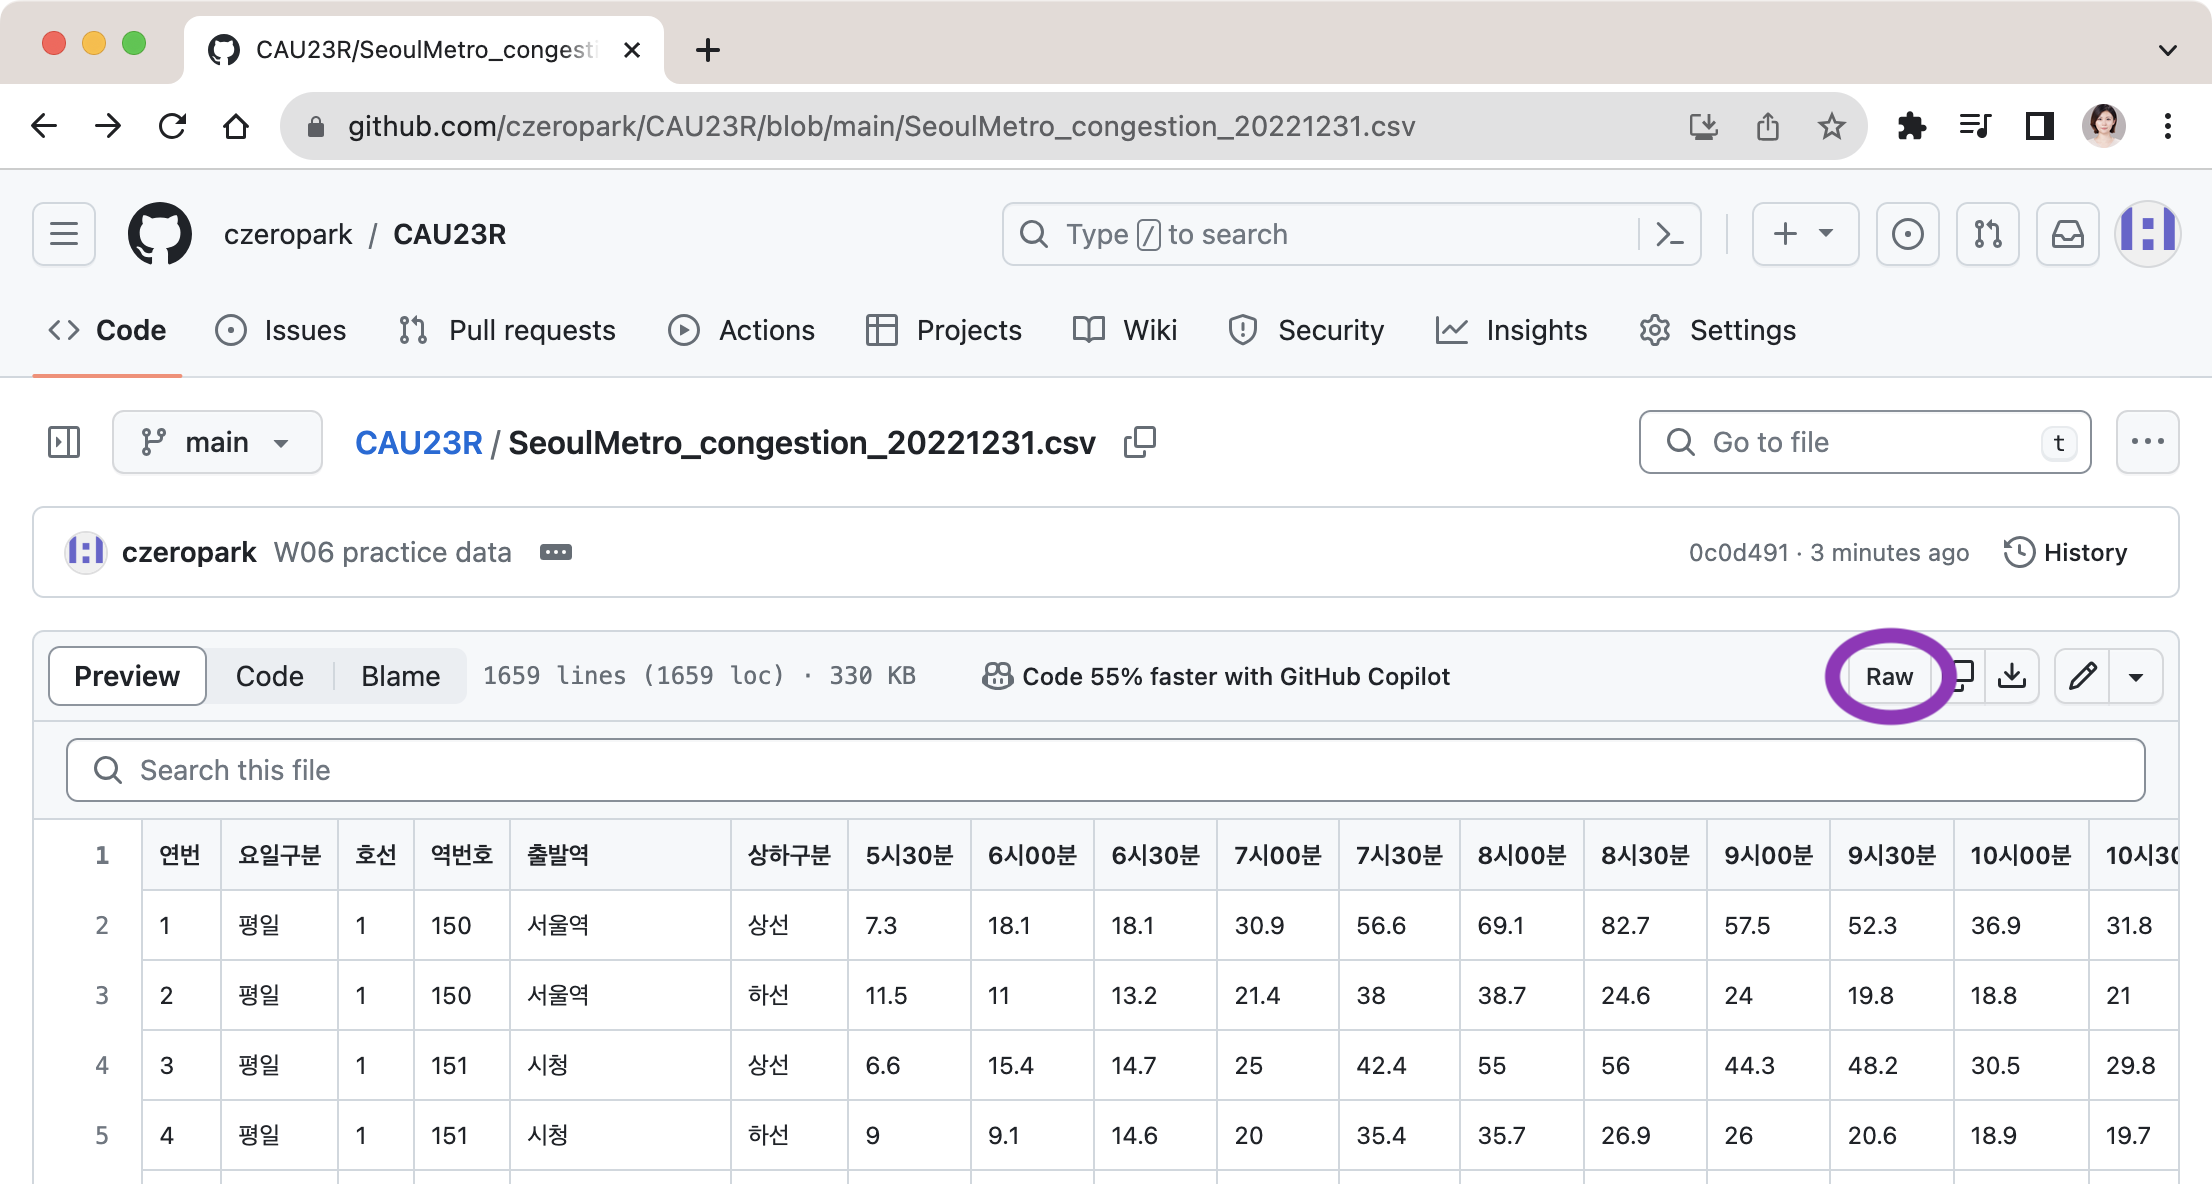 CAU23R/SeoulMetro_congesti
github.com/czeropark/CAU23R/blob/main/SeoulMetro_congestion_20221231.csv
czeropark / CAU23R
Type / to search
Code Issues Pull requests Actions Projects Wiki Security Insights Settings
main CAU23R / SeoulMetro_congestion_20221231.csv Go to file t
czeropark W06 practice data 0c0d491 · 3 minutes ago History
Preview Code Blame 1659 lines (1659 loc) · 330 KB Code 55% faster with GitHub Copilot Raw
Search this file
1 연번 요일구분 호선 역번호 출발역 상하구분 5시30분 6시00분 6시30분 7시00분 7시30분 8시00분 8시30분 9시00분 9시30분 10시00분 10시30
2 1 평일 1 150 서울역 상선 7.3 18.1 18.1 30.9 56.6 69.1 82.7 57.5 52.3 36.9 31.8
3 2 평일 1 150 서울역 하선 11.5 11 13.2 21.4 38 38.7 24.6 24 19.8 18.8 21
4 3 평일 1 151 시청 상선 6.6 15.4 14.7 25 42.4 55 56 44.3 48.2 30.5 29.8
5 4 평일 1 151 시청 하선 9 9.1 14.6 20 35.4 35.7 26.9 26 20.6 18.9 19.7